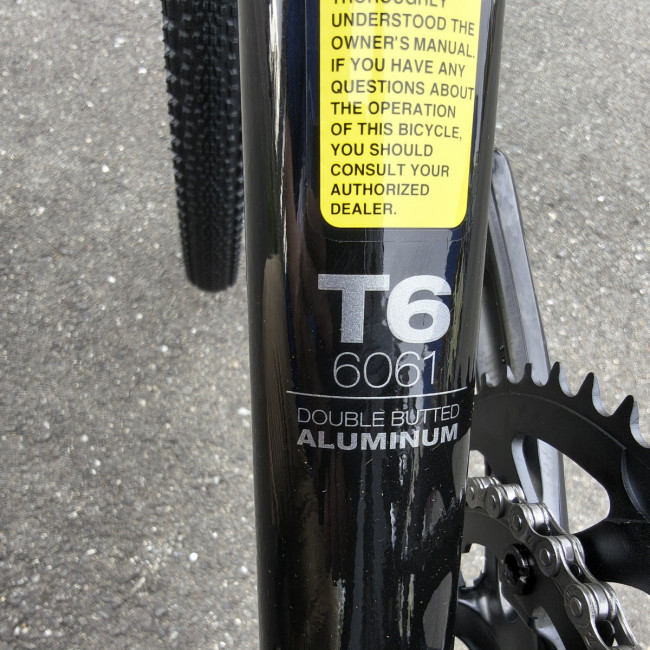 THOROUGHLY
UNDERSTOOD THE
OWNER'S MANUAL.
IF YOU HAVE ANY
QUESTIONS ABOUT
THE OPERATION
OF THIS BICYCLE,
YOU SHOULD
CONSULT YOUR
AUTHORIZED
DEALER.
T6
6061
DOUBLE BUTTED
ALUMINUM